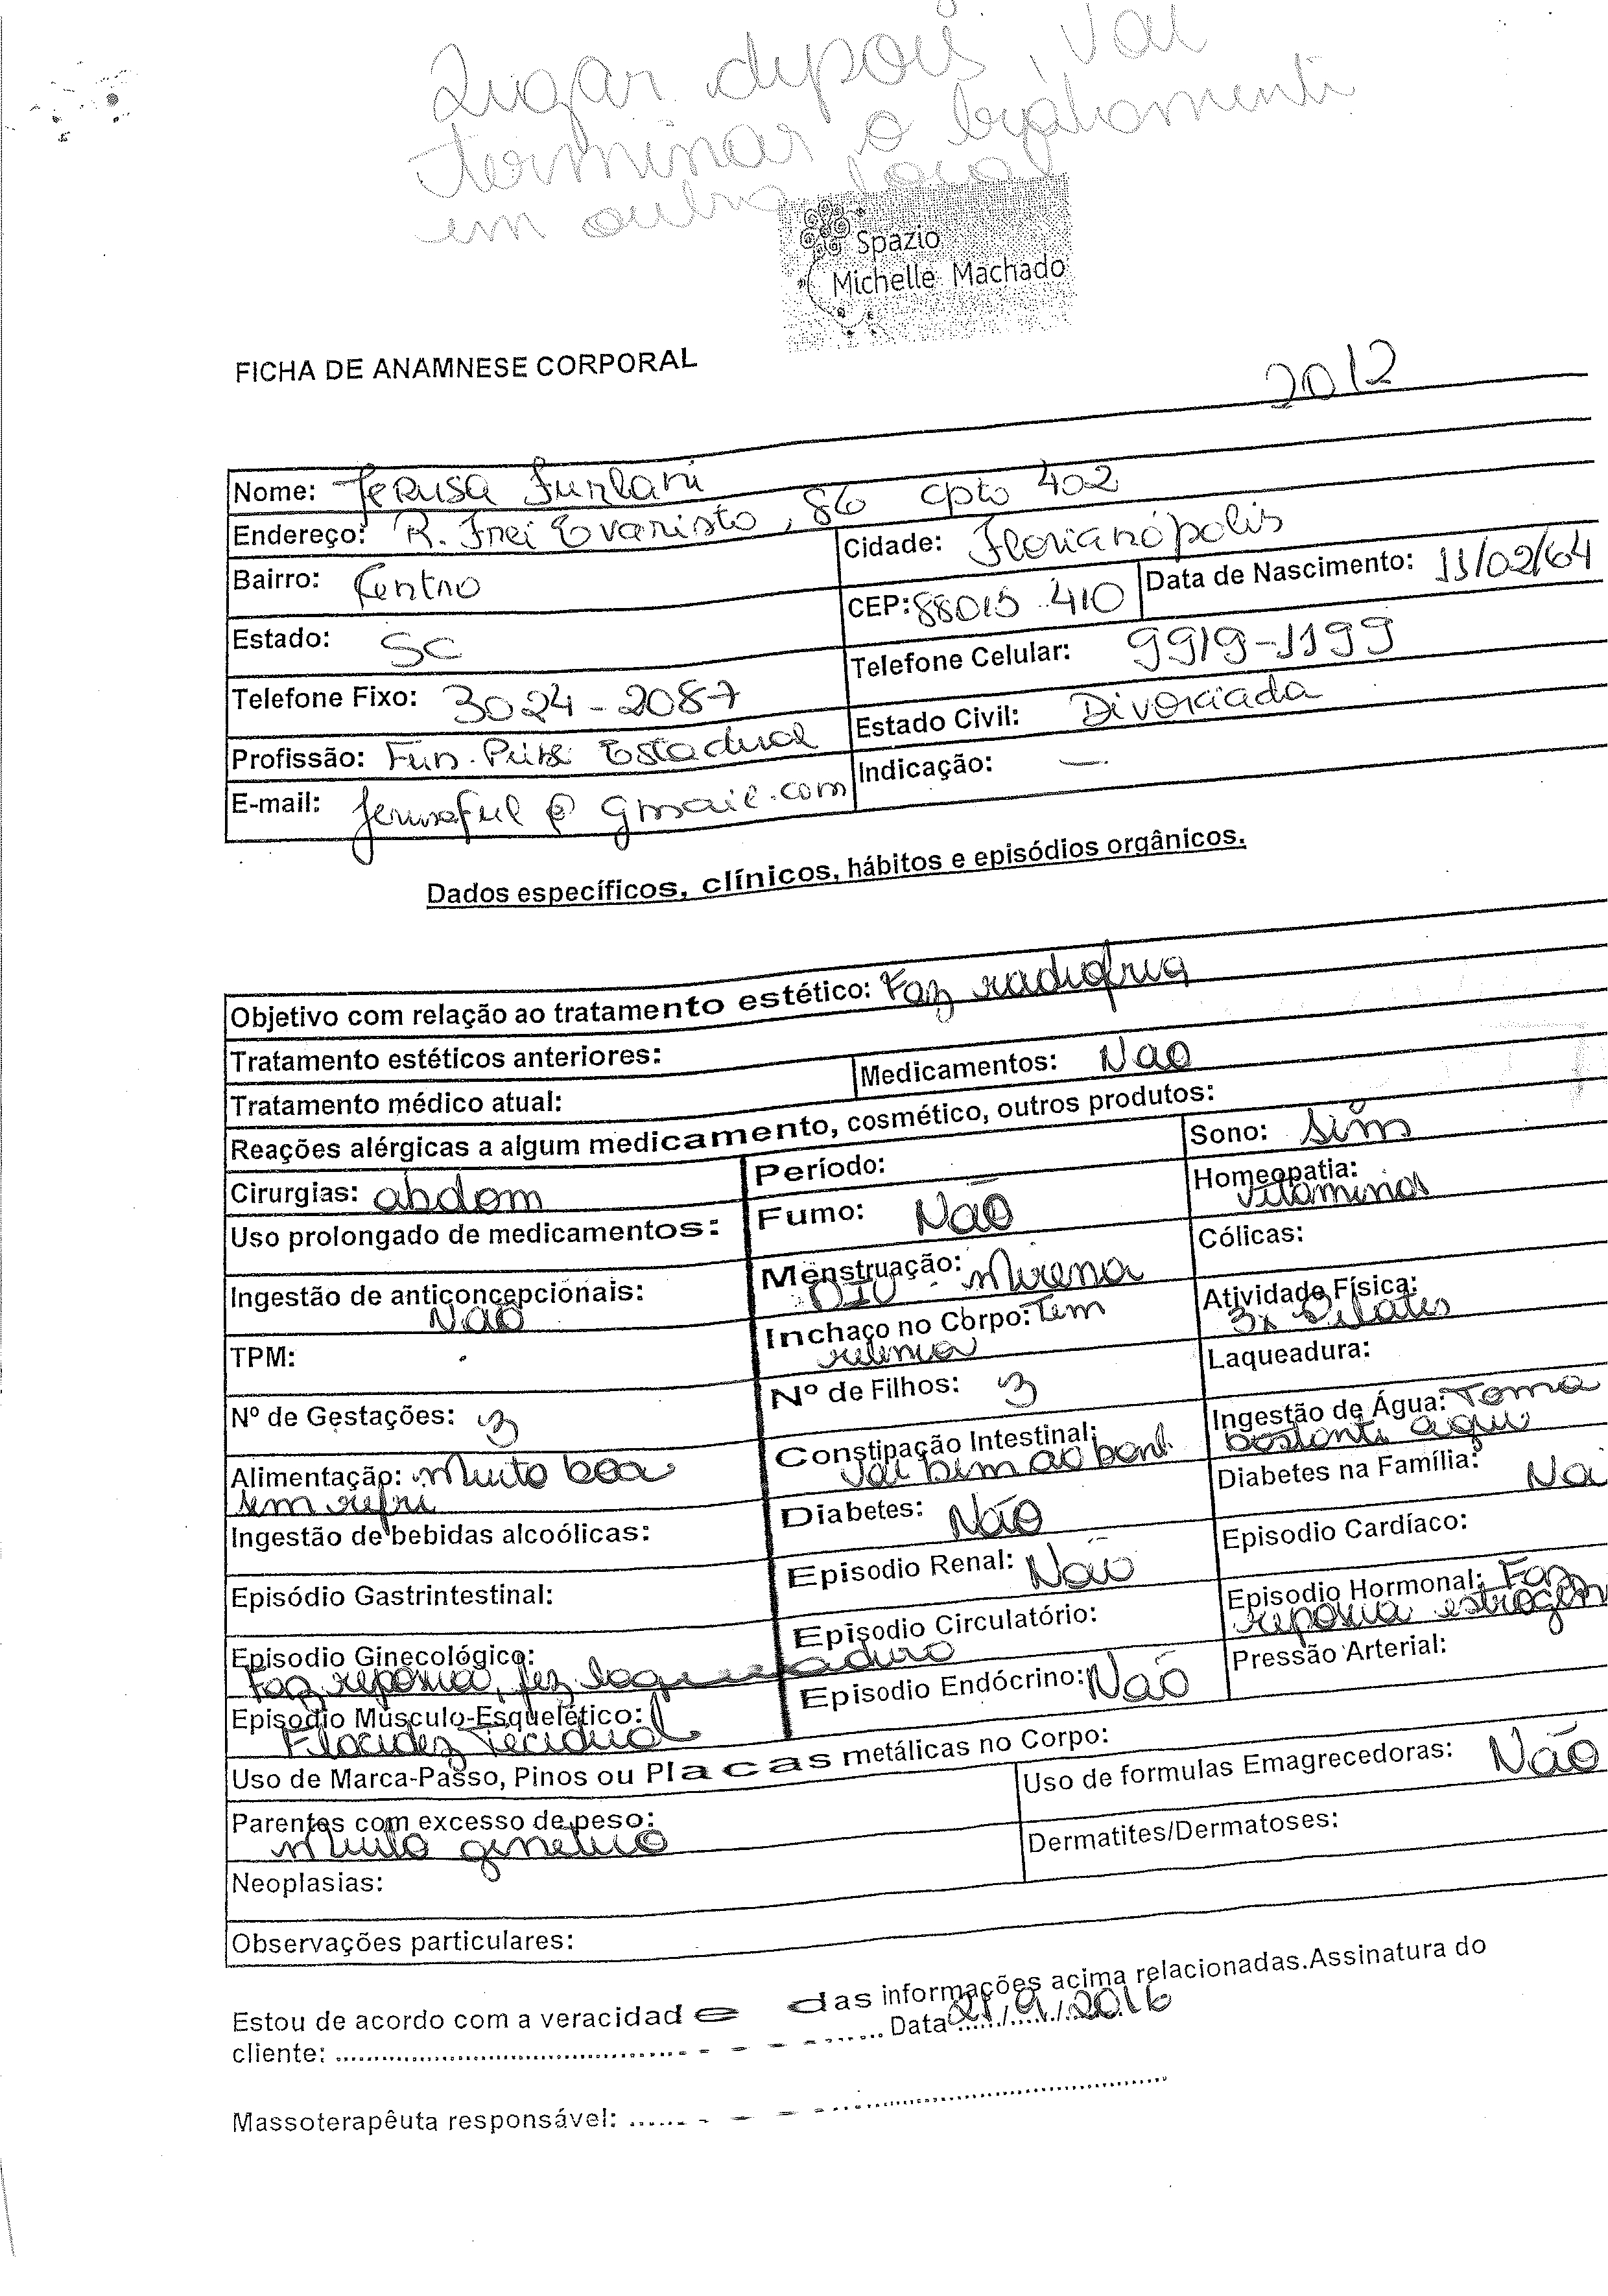 Ligar depois, vai
terminar o tratamento
em outro local
Spazio
Michelle Machado
FICHA DE ANAMNESE CORPORAL
2012
Nome: Jerusa Furlani
Endereço: R. Frei Evaristo, 86 apto 402
Bairro: Centro Cidade: Florianópolis
Estado: SC CEP: 88015 410 Data de Nascimento: 11/02/64
Telefone Fixo: 3024-2087 Telefone Celular: 9919-1199
Profissão: Fun. Estadual Estado Civil: Divorciada
E-mail: @gmail.com Indicação: —
Dados específicos, clínicos, hábitos e episódios orgânicos.
Objetivo com relação ao tratamento estético: Faz
Tratamento estéticos anteriores:
Tratamento médico atual: Medicamentos: Não
Reações alérgicas a algum medicamento, cosmético, outros produtos:
Cirurgias: abdom Período: Sono: Sim
Uso prolongado de medicamentos: Fumo: Não Homeopatia: vitaminas
Ingestão de anticoncepcionais: Não Menstruação: DIU - Mirena Cólicas:
TPM: Inchaço no Corpo: Tem Atividade Física: 3x Pilates
Nº de Gestações: 3 Nº de Filhos: 3 Laqueadura:
Alimentação: Muito boa sem refri Constipação Intestinal: Vai bem ao banh Ingestão de Água: Toma bastante agua
Ingestão de bebidas alcoólicas: Diabetes: Não Diabetes na Família: Na
Episódio Gastrintestinal: Episodio Renal: Não Episodio Cardíaco:
Episodio Ginecológico: Faz fez laqueadura Episodio Circulatório: Episodio Hormonal: Faz
Episodio Músculo-Esquelético: Flacidez Tecidual Episodio Endócrino: Não Pressão Arterial:
Uso de Marca-Passo, Pinos ou Placas metálicas no Corpo:
Parentes com excesso de peso: muito genetico Uso de formulas Emagrecedoras: Não
Neoplasias: Dermatites/Dermatoses:
Observações particulares:
Estou de acordo com a veracidade das informações acima relacionadas.Assinatura do
cliente: ........ Data 21/9/2016
Massoterapêuta responsável: ........